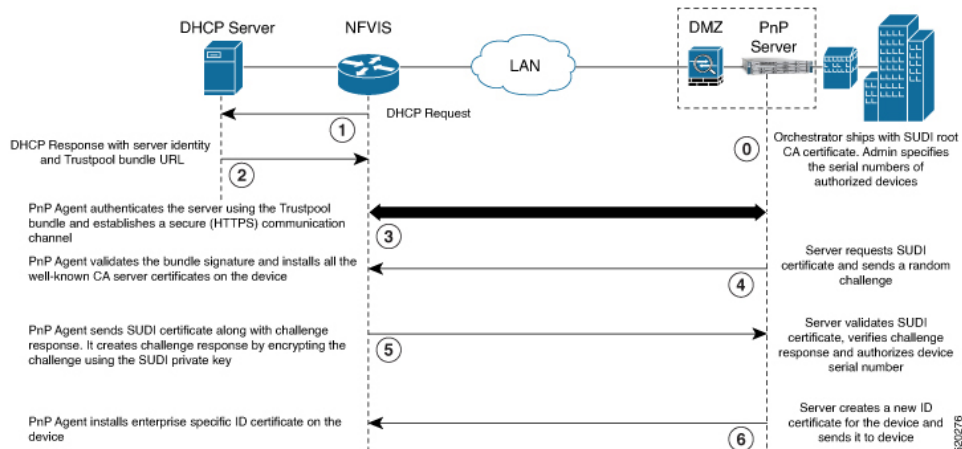 DHCP Server
NFVIS
LAN
DMZ
PnP
Server
1
DHCP Request
DHCP Response with server identity
and Trustpool bundle URL
2
0
Orchestrator ships with SUDI root
CA certificate. Admin specifies
the serial numbers of
authorized devices
PnP Agent authenticates the server using the Trustpool
bundle and establishes a secure (HTTPS) communication
channel
3
PnP Agent validates the bundle signature and installs all the
well-known CA server certificates on the device
4
Server requests SUDI
certificate and sends a random
challenge
PnP Agent sends SUDI certificate along with challenge
response. It creates challenge response by encrypting the
challenge using the SUDI private key
5
Server validates SUDI
certificate, verifies challenge
response and authorizes device
serial number
PnP Agent installs enterprise specific ID certificate on the
device
6
Server creates a new ID
certificate for the device and
sends it to device